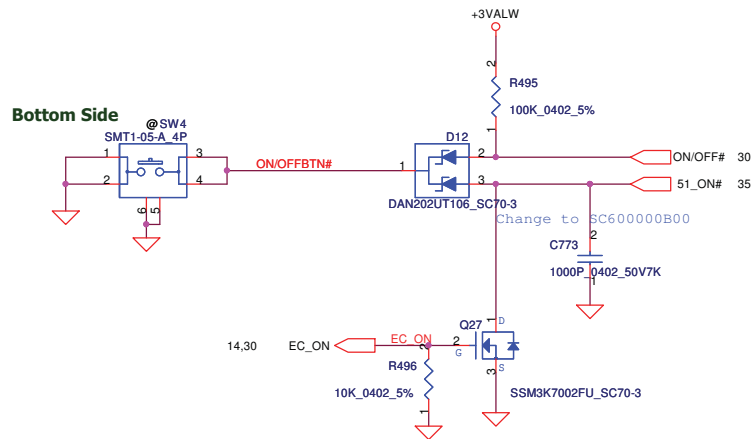 +3VALW
2
R495
100K_0402_5%
1
Bottom Side
@ SW4
SMT1-05-A_4P
1
3
2
4
6
5
ON/OFFBTN#
D12
1
2
3
DAN202UT106_SC70-3
ON/OFF# 30
51_ON# 35
Change to SC600000B00
2
C773
1000P_0402_50V7K
1
14,30 EC_ON
EC_ON
2
R496
10K_0402_5%
1
Q27
1
D
2
G
3
S
SSM3K7002FU_SC70-3